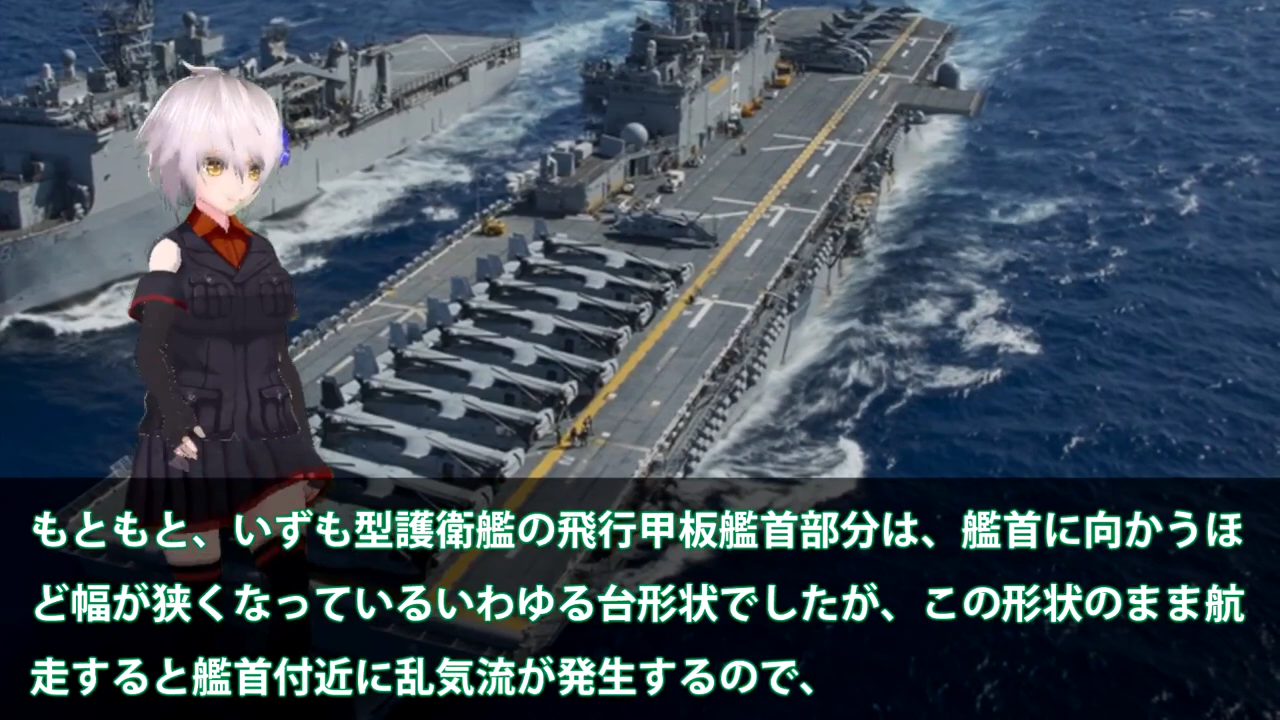 もともと、いずも型護衛艦の飛行甲板艦首部分は、艦首に向かうほ
ど幅が狭くなっているいわゆる台形状でしたが、この形状のまま航
走すると艦首付近に乱気流が発生するので、